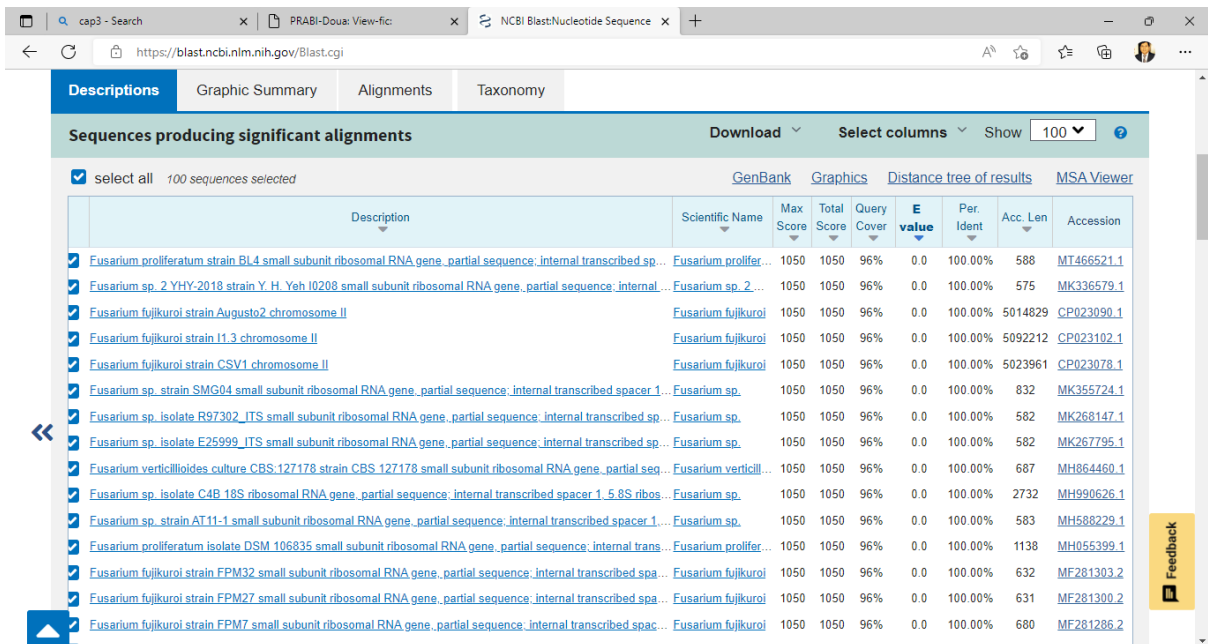 cap3 - Search
PRABI-Doua: View-fic:
NCBI Blast:Nucleotide Sequence
https://blast.ncbi.nlm.nih.gov/Blast.cgi
Descriptions Graphic Summary Alignments Taxonomy
Sequences producing significant alignments Download Select columns Show 100
select all 100 sequences selected GenBank Graphics Distance tree of results MSA Viewer
Description Scientific Name Max Score Total Score Query Cover E value Per. Ident Acc. Len Accession
Fusarium proliferatum strain BL4 small subunit ribosomal RNA gene, partial sequence; internal transcribed sp... Fusarium prolifer... 1050 1050 96% 0.0 100.00% 588 MT466521.1
Fusarium sp. 2 YHY-2018 strain Y. H. Yeh I0208 small subunit ribosomal RNA gene, partial sequence; internal ... Fusarium sp. 2 ... 1050 1050 96% 0.0 100.00% 575 MK336579.1
Fusarium fujikuroi strain Augusto2 chromosome II Fusarium fujikuroi 1050 1050 96% 0.0 100.00% 5014829 CP023090.1
Fusarium fujikuroi strain I1.3 chromosome II Fusarium fujikuroi 1050 1050 96% 0.0 100.00% 5092212 CP023102.1
Fusarium fujikuroi strain CSV1 chromosome II Fusarium fujikuroi 1050 1050 96% 0.0 100.00% 5023961 CP023078.1
Fusarium sp. strain SMG04 small subunit ribosomal RNA gene, partial sequence; internal transcribed spacer 1... Fusarium sp. 1050 1050 96% 0.0 100.00% 832 MK355724.1
Fusarium sp. isolate R97302_ITS small subunit ribosomal RNA gene, partial sequence; internal transcribed sp... Fusarium sp. 1050 1050 96% 0.0 100.00% 582 MK268147.1
Fusarium sp. isolate E25999_ITS small subunit ribosomal RNA gene, partial sequence; internal transcribed sp... Fusarium sp. 1050 1050 96% 0.0 100.00% 582 MK267795.1
Fusarium verticillioides culture CBS:127178 strain CBS 127178 small subunit ribosomal RNA gene, partial seq... Fusarium verticill... 1050 1050 96% 0.0 100.00% 687 MH864460.1
Fusarium sp. isolate C4B 18S ribosomal RNA gene, partial sequence; internal transcribed spacer 1, 5.8S ribos... Fusarium sp. 1050 1050 96% 0.0 100.00% 2732 MH990626.1
Fusarium sp. strain AT11-1 small subunit ribosomal RNA gene, partial sequence; internal transcribed spacer 1,... Fusarium sp. 1050 1050 96% 0.0 100.00% 583 MH588229.1
Fusarium proliferatum isolate DSM 106835 small subunit ribosomal RNA gene, partial sequence; internal trans... Fusarium prolifer... 1050 1050 96% 0.0 100.00% 1138 MH055399.1
Fusarium fujikuroi strain FPM32 small subunit ribosomal RNA gene, partial sequence; internal transcribed spa... Fusarium fujikuroi 1050 1050 96% 0.0 100.00% 632 MF281303.2
Fusarium fujikuroi strain FPM27 small subunit ribosomal RNA gene, partial sequence; internal transcribed spa... Fusarium fujikuroi 1050 1050 96% 0.0 100.00% 631 MF281300.2
Fusarium fujikuroi strain FPM7 small subunit ribosomal RNA gene, partial sequence; internal transcribed spac... Fusarium fujikuroi 1050 1050 96% 0.0 100.00% 680 MF281286.2
Feedback